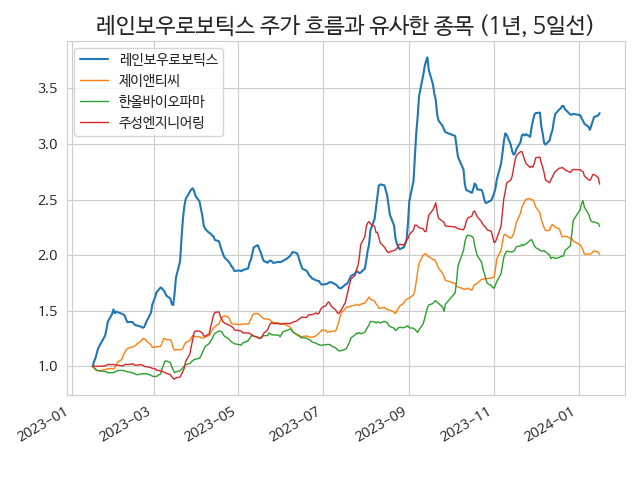 레인보우로보틱스 주가 흐름과 유사한 종목 (1년, 5일선)
레인보우로보틱스
제이앤티씨
한올바이오파마
주성엔지니어링
3.5
3.0
2.5
2.0
1.5
1.0
2023-01
2023-03
2023-05
2023-07
2023-09
2023-11
2024-01